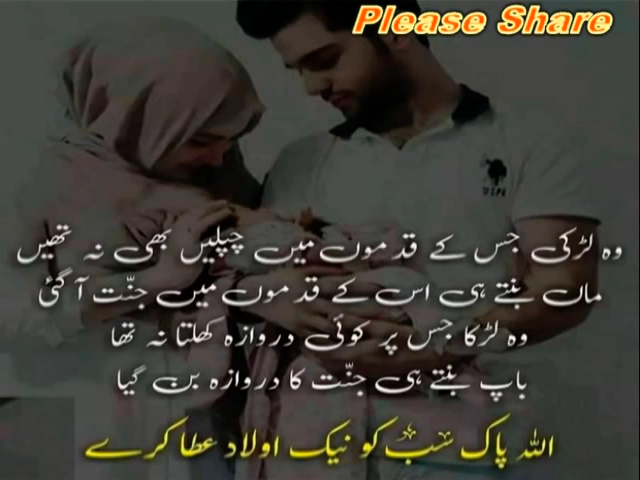 Please Share
USPA
وہ لڑکی جس کے قدموں میں چپلیں بھی نہ تھیں
ماں بنتے ہی اس کے قدموں میں جنّت آ گئی
وہ لڑکا جس پر کوئی دروازہ کھلتا نہ تھا
باپ بنتے ہی جنّت کا دروازہ بن گیا
اللہ پاک سب کو نیک اولاد عطا کرے